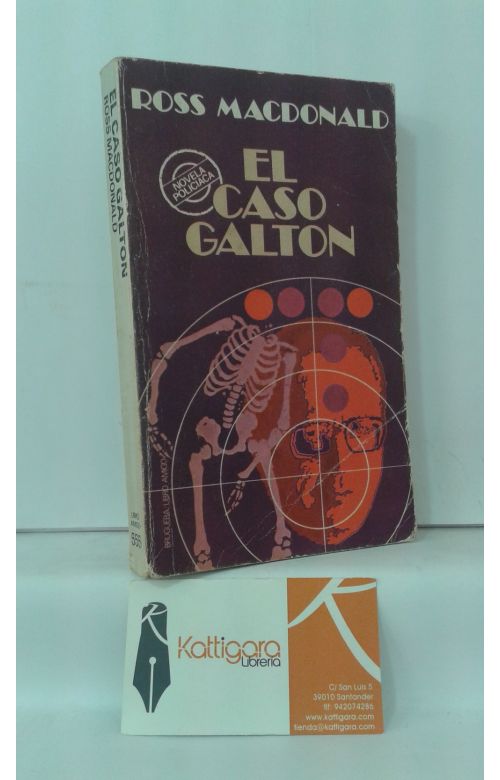 ROSS MACDONALD
EL
CASO
GALTON
NOVELA
POLICIACA
EL CASO GALTON
ROSS MACDONALD
BRUGUERA-LIBRO AMIGO
LIBRO
AMIGO
555
Kattigara
Librería
C/ San Luis 5
39010 Santander
tlf: 942074286
www.kattigara.com
tienda@kattigara.com